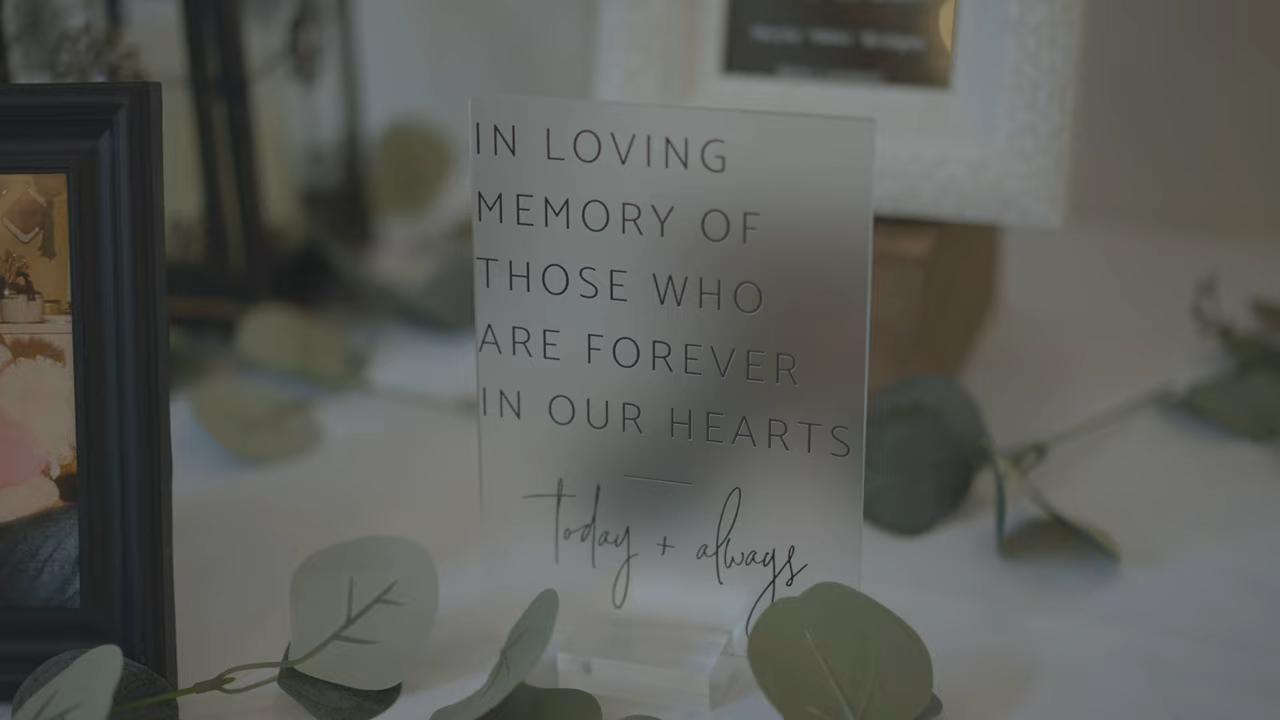 IN LOVING
MEMORY OF
THOSE WHO
ARE FOREVER
IN OUR HEARTS
today + always